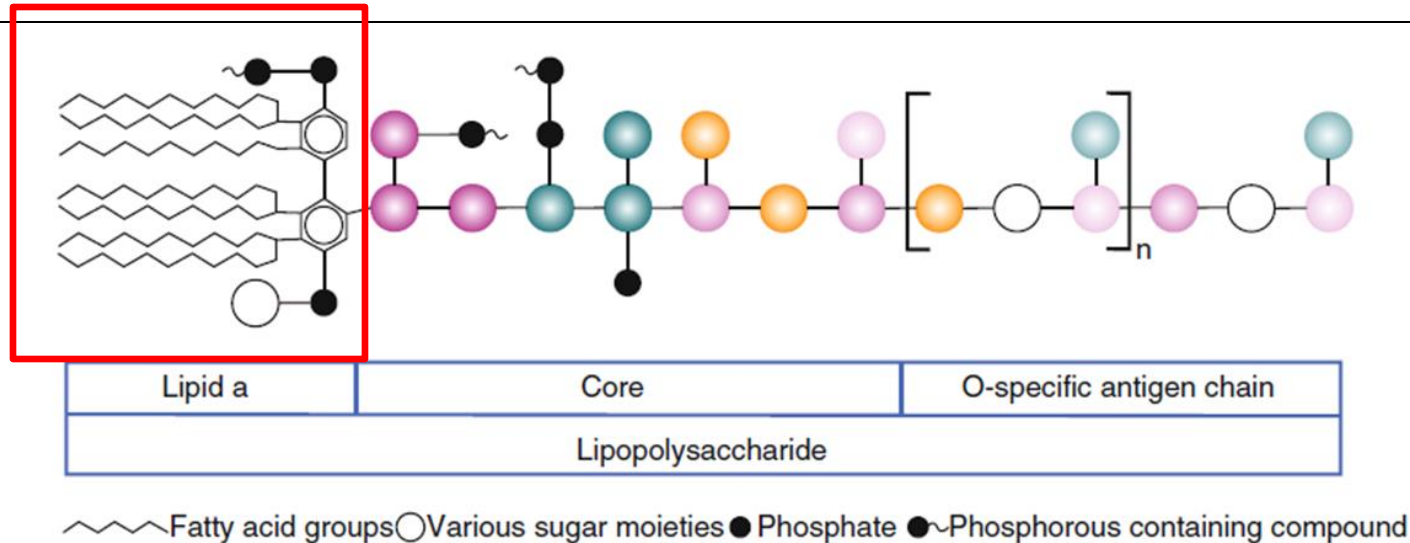 n
Lipid a Core O-specific antigen chain
Lipopolysaccharide
Fatty acid groups Various sugar moieties Phosphate Phosphorous containing compound